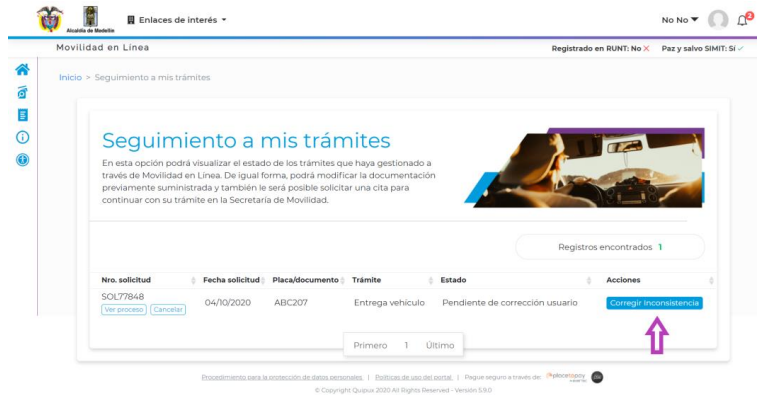 Alcaldía de Medellín
Enlaces de interés
No No
2
Movilidad en Línea
Registrado en RUNT: No Paz y salvo SIMIT: Sí
Inicio > Seguimiento a mis trámites
Seguimiento a mis trámites
En esta opción podrá visualizar el estado de los trámites que haya gestionado a
través de Movilidad en Línea. De igual forma, podrá modificar la documentación
previamente suministrada y también le será posible solicitar una cita para
continuar con su trámite en la Secretaría de Movilidad.
Registros encontrados 1
Nro. solicitud Fecha solicitud Placa/documento Trámite Estado Acciones
SOL77848 04/10/2020 ABC207 Entrega vehículo Pendiente de corrección usuario Corregir inconsistencia
Ver proceso Cancelar
Primero 1 Último
Procedimiento para la protección de datos personales. | Políticas de uso del portal. | Pague seguro a través de: placetopay
© Copyright Quipux 2020 All Rights Reserved - Versión 5.9.0